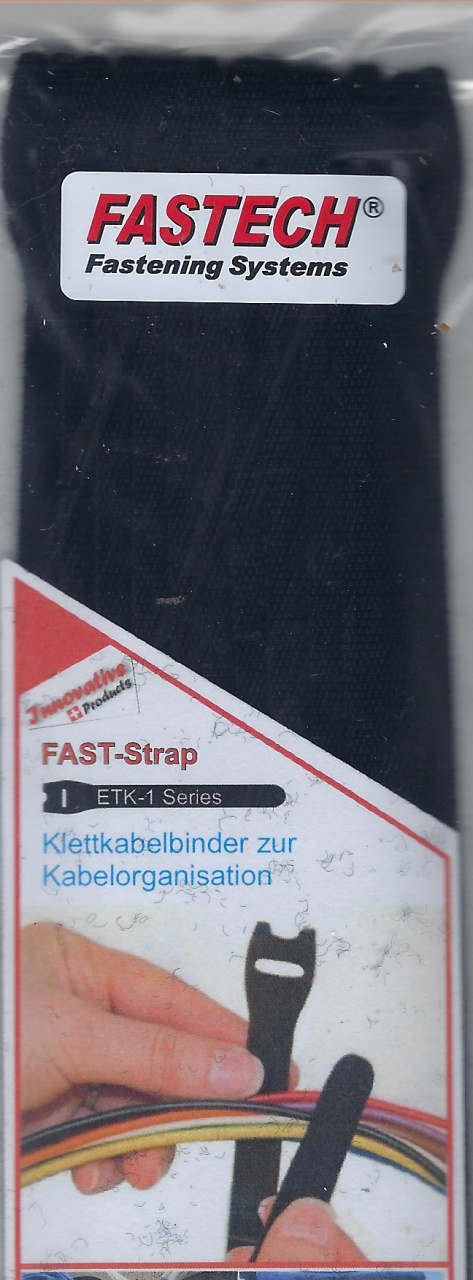 FASTECH®
Fastening Systems
Innovative
Products
FAST-Strap
ETK-1 Series
Klettkabelbinder zur
Kabelorganisation